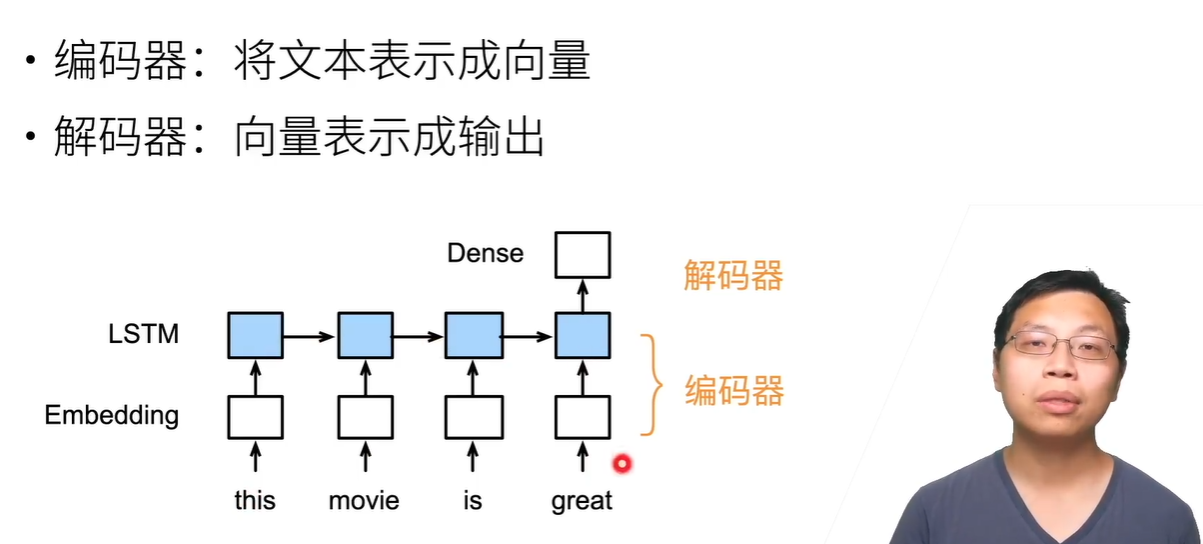 • 编码器：将文本表示成向量
• 解码器：向量表示成输出
Dense
解码器
LSTM
编码器
Embedding
this movie is great